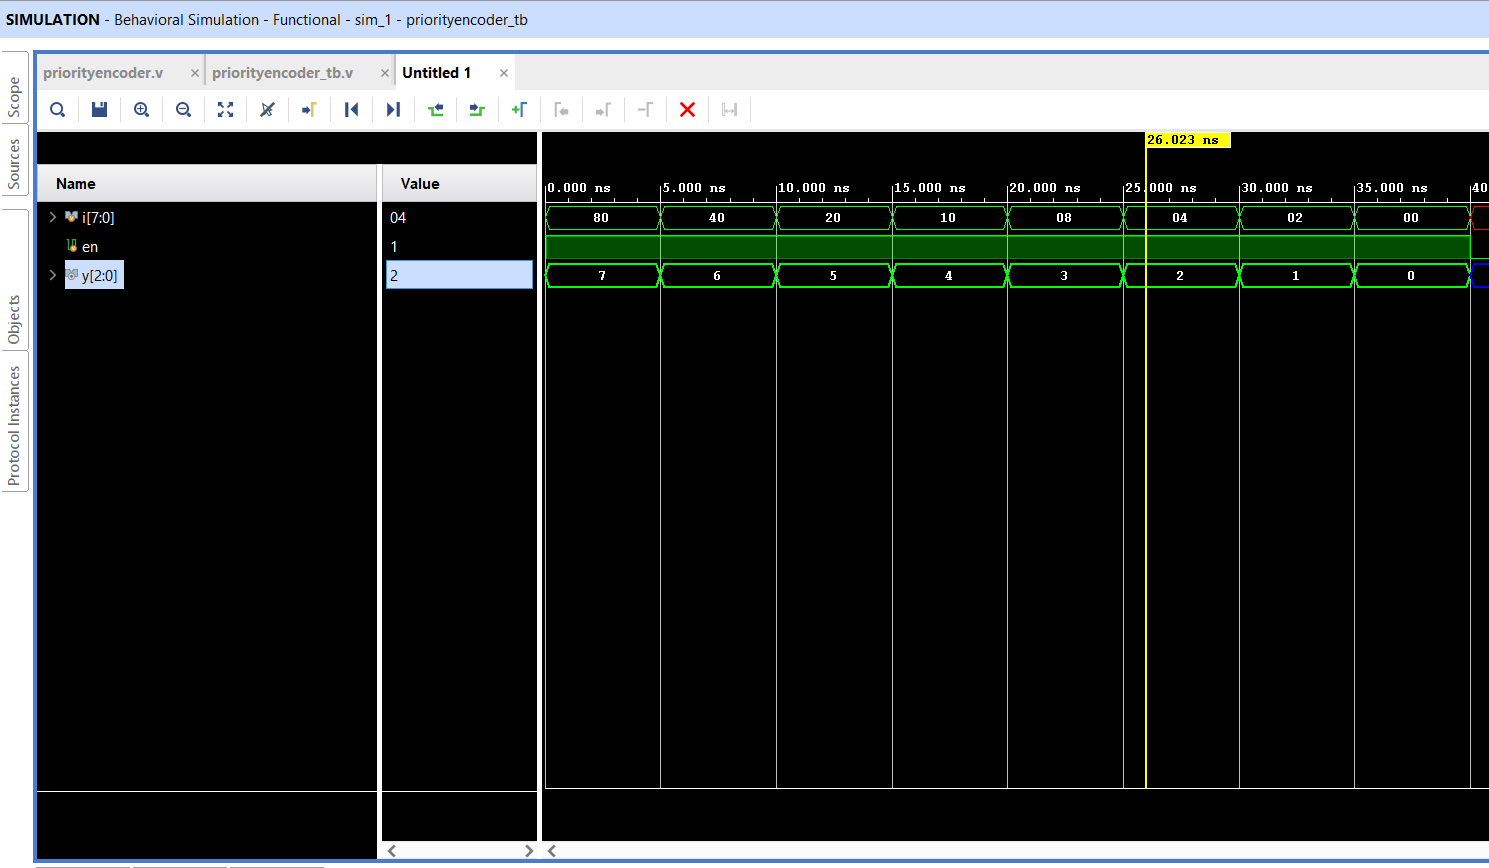 SIMULATION - Behavioral Simulation - Functional - sim_1 - priorityencoder_tb
priorityencoder.v × priorityencoder_tb.v × Untitled 1 ×
Scope
Sources
Objects
Protocol Instances
26.023 ns
Name Value
0.000 ns 5.000 ns 10.000 ns 15.000 ns 20.000 ns 25.000 ns 30.000 ns 35.000 ns 40
i[7:0] 04 80 40 20 10 08 04 02 00
en 1
y[2:0] 2 7 6 5 4 3 2 1 0